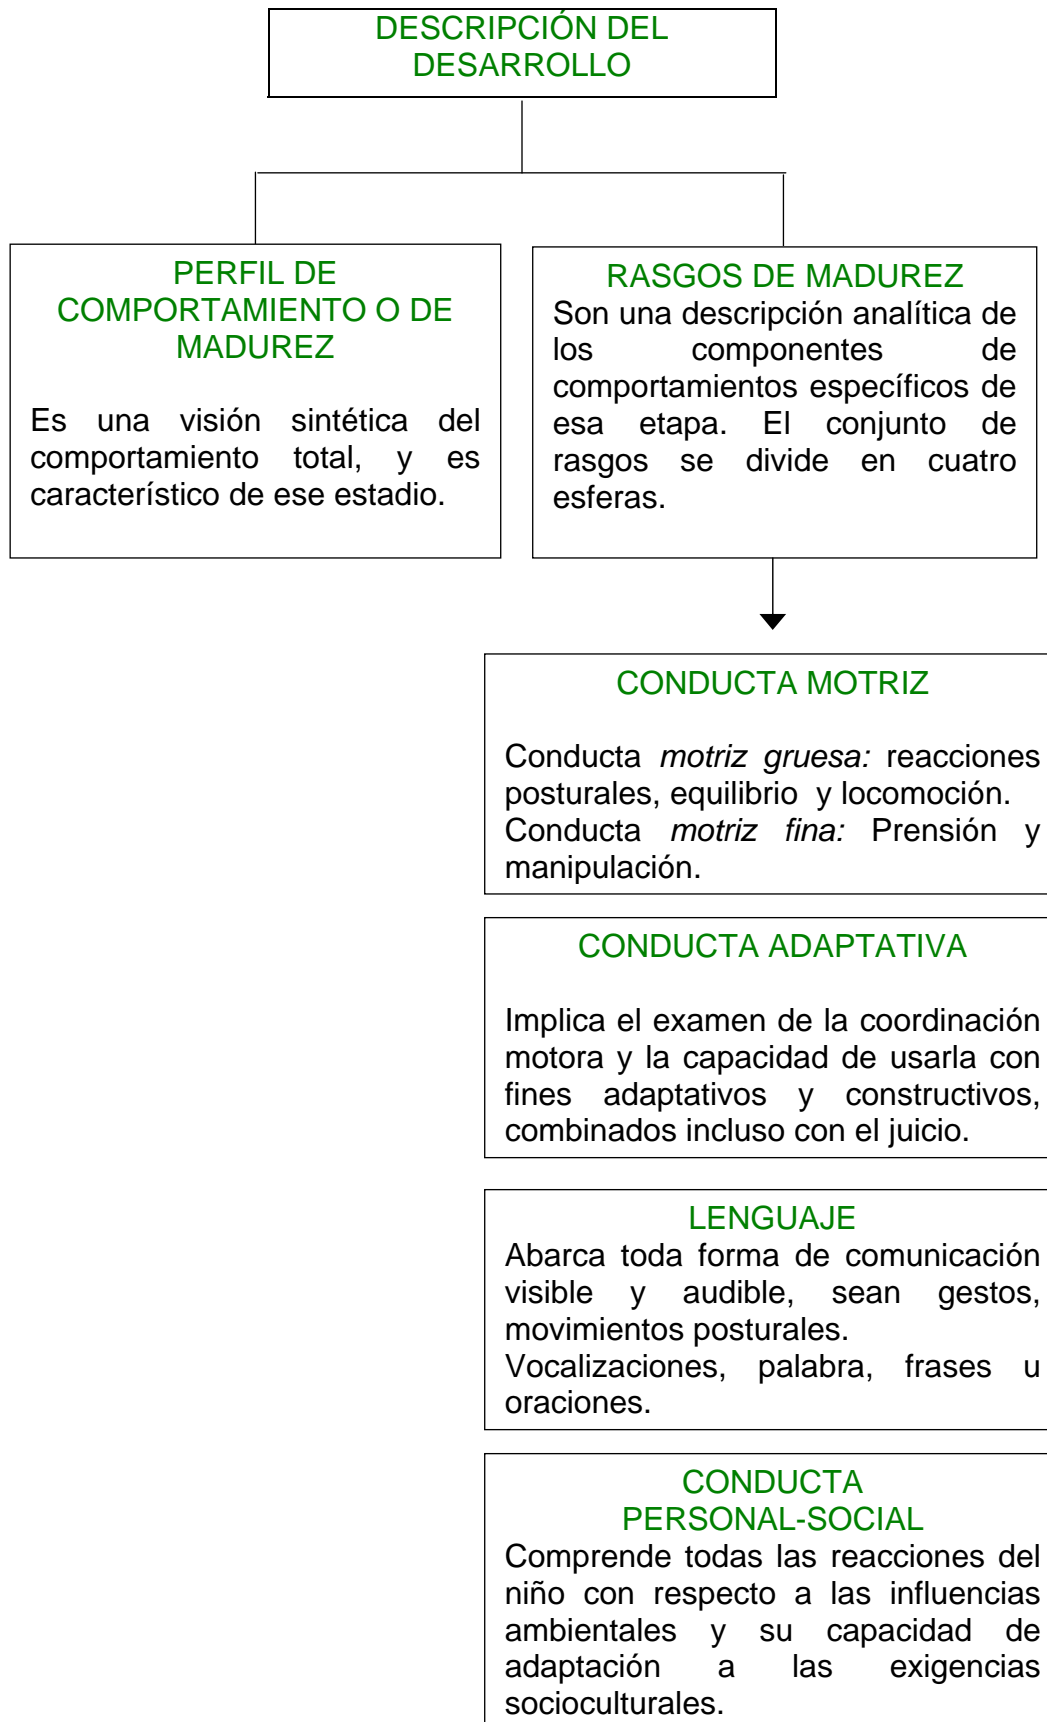 DESCRIPCIÓN DEL
DESARROLLO
PERFIL DE
COMPORTAMIENTO O DE
MADUREZ
Es una visión sintética del
comportamiento total, y es
característico de ese estadio.
RASGOS DE MADUREZ
Son una descripción analítica de
los componentes de
comportamientos específicos de
esa etapa. El conjunto de
rasgos se divide en cuatro
esferas.
CONDUCTA MOTRIZ
Conducta motriz gruesa: reacciones
posturales, equilibrio y locomoción.
Conducta motriz fina: Prensión y
manipulación.
CONDUCTA ADAPTATIVA
Implica el examen de la coordinación
motora y la capacidad de usarla con
fines adaptativos y constructivos,
combinados incluso con el juicio.
LENGUAJE
Abarca toda forma de comunicación
visible y audible, sean gestos,
movimientos posturales.
Vocalizaciones, palabra, frases u
oraciones.
CONDUCTA
PERSONAL-SOCIAL
Comprende todas las reacciones del
niño con respecto a las influencias
ambientales y su capacidad de
adaptación a las exigencias
socioculturales.